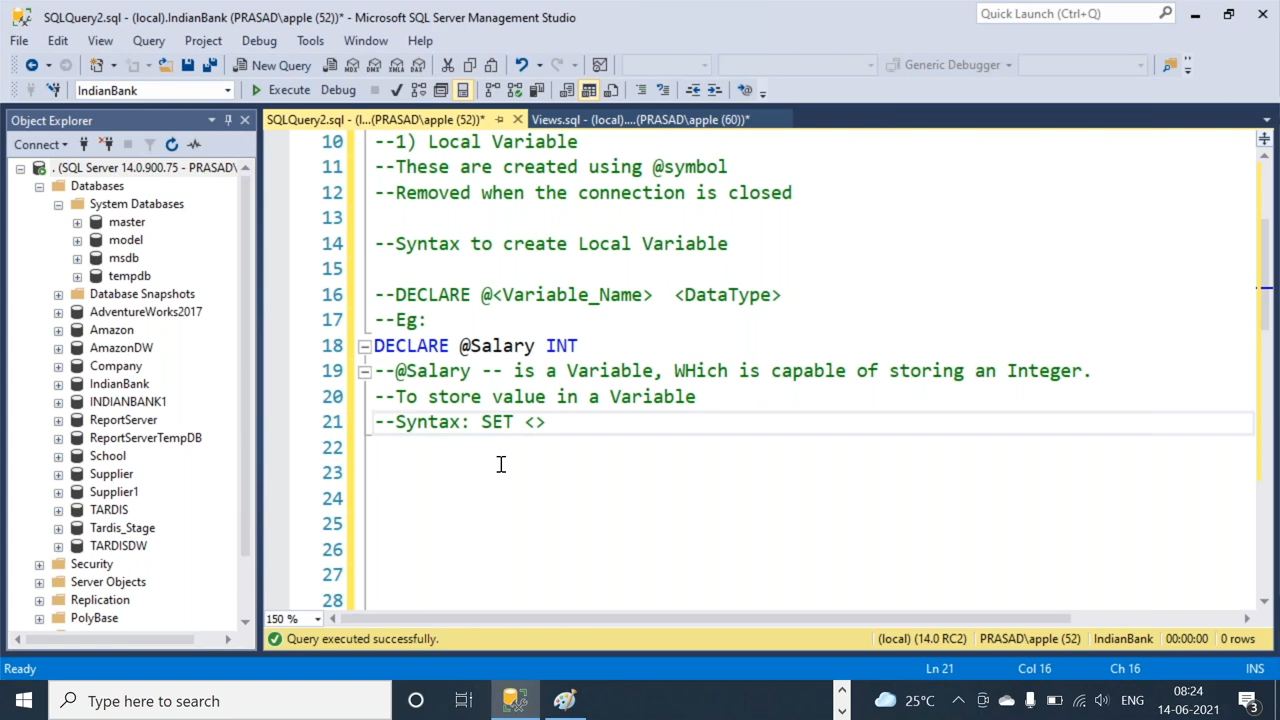 SQLQuery2.sql - (local).IndianBank (PRASAD\apple (52))* - Microsoft SQL Server Management Studio
Quick Launch (Ctrl+Q)
File Edit View Query Project Debug Tools Window Help
New Query MDX DMX XMLA DAX Generic Debugger
IndianBank Execute Debug
Object Explorer
SQLQuery2.sql - (l...(PRASAD\apple (52))* Views.sql - (local)....(PRASAD\apple (60))*
Connect
. (SQL Server 14.0.900.75 - PRASAD\
Databases
System Databases
master
model
msdb
tempdb
Database Snapshots
AdventureWorks2017
Amazon
AmazonDW
Company
IndianBank
INDIANBANK1
ReportServer
ReportServerTempDB
School
Supplier
Supplier1
TARDIS
Tardis_Stage
TARDISDW
Security
Server Objects
Replication
PolyBase
10 --1) Local Variable
11 --These are created using @symbol
12 --Removed when the connection is closed
13
14 --Syntax to create Local Variable
15
16 --DECLARE @<Variable_Name>  <DataType>
17 --Eg:
18 DECLARE @Salary INT
19 --@Salary -- is a Variable, WHich is capable of storing an Integer.
20 --To store value in a Variable
21 --Syntax: SET <>
22
23
24
25
26
27
28
150 %
Query executed successfully. (local) (14.0 RC2) PRASAD\apple (52) IndianBank 00:00:00 0 rows
Ready Ln 21 Col 16 Ch 16 INS
Type here to search 25°C ENG 08:24
14-06-2021 3